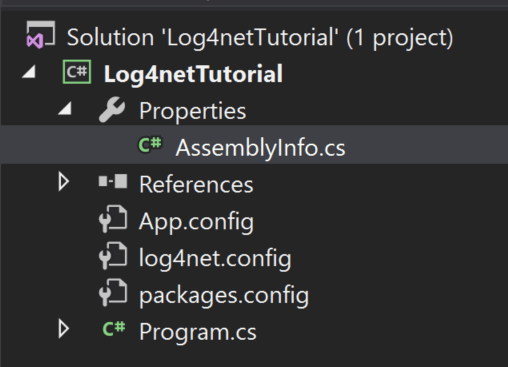 Solution 'Log4netTutorial' (1 project)
C# Log4netTutorial
Properties
C# AssemblyInfo.cs
References
App.config
log4net.config
packages.config
C# Program.cs